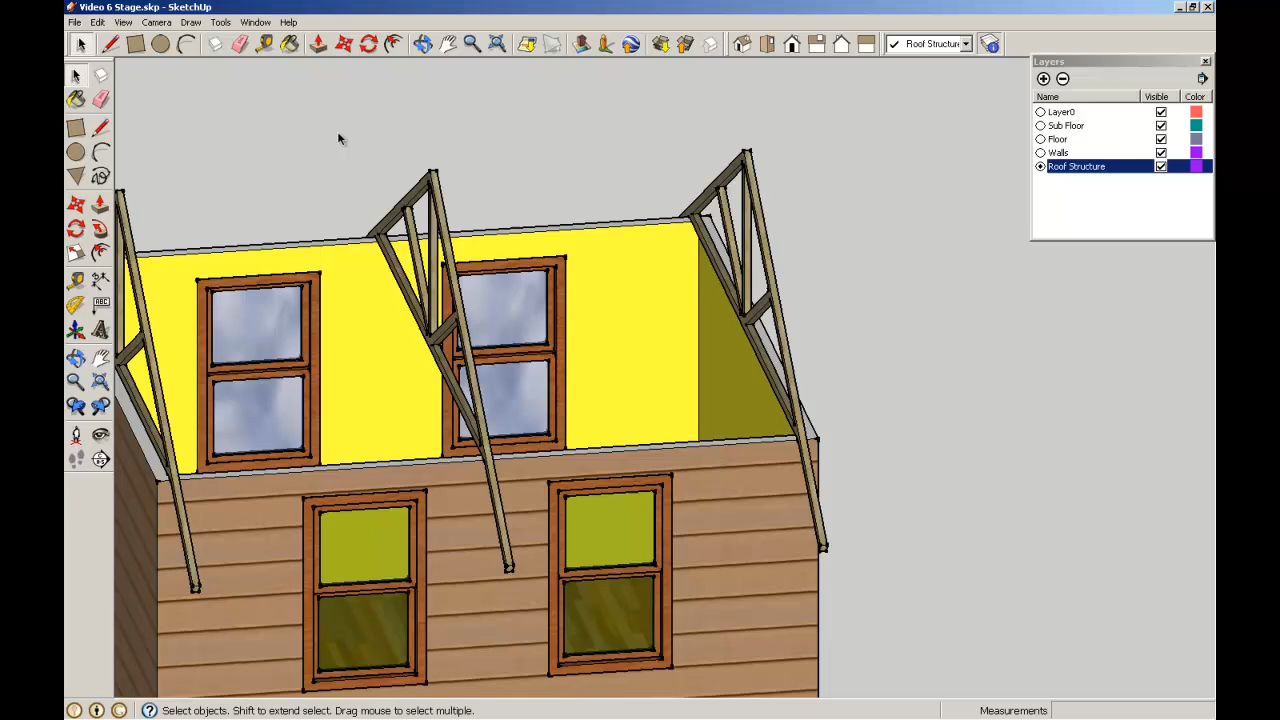 Video 6 Stage.skp - SketchUp
File Edit View Camera Draw Tools Window Help
Roof Structure
Layers
Name Visible Color
Layer0
Sub Floor
Floor
Walls
Roof Structure
ABC
Select objects. Shift to extend select. Drag mouse to select multiple.
Measurements